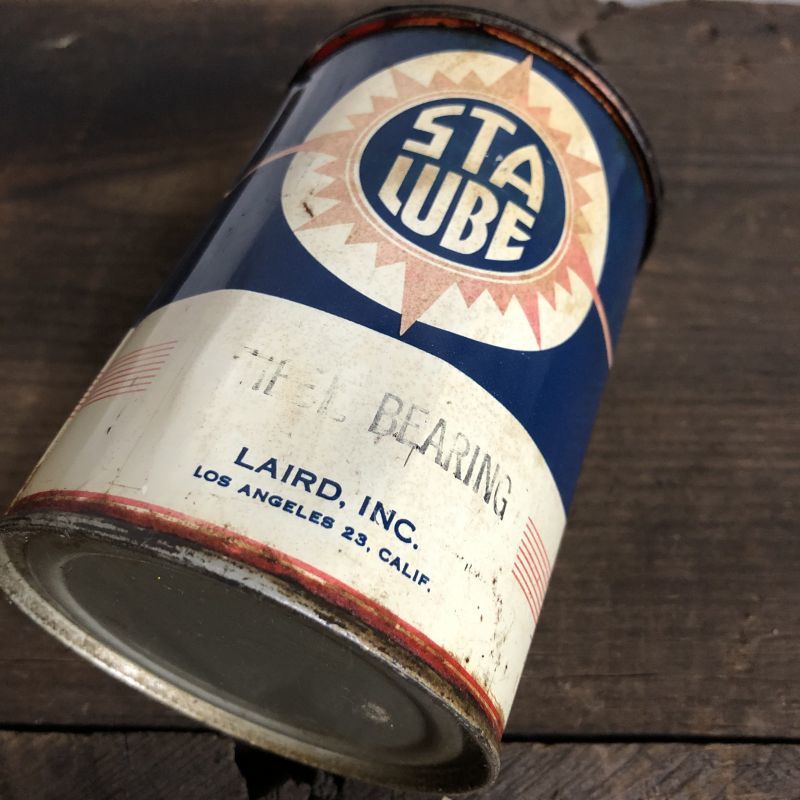 STA
LUBE
BEARING
LAIRD, INC.
LOS ANGELES 23, CALIF.